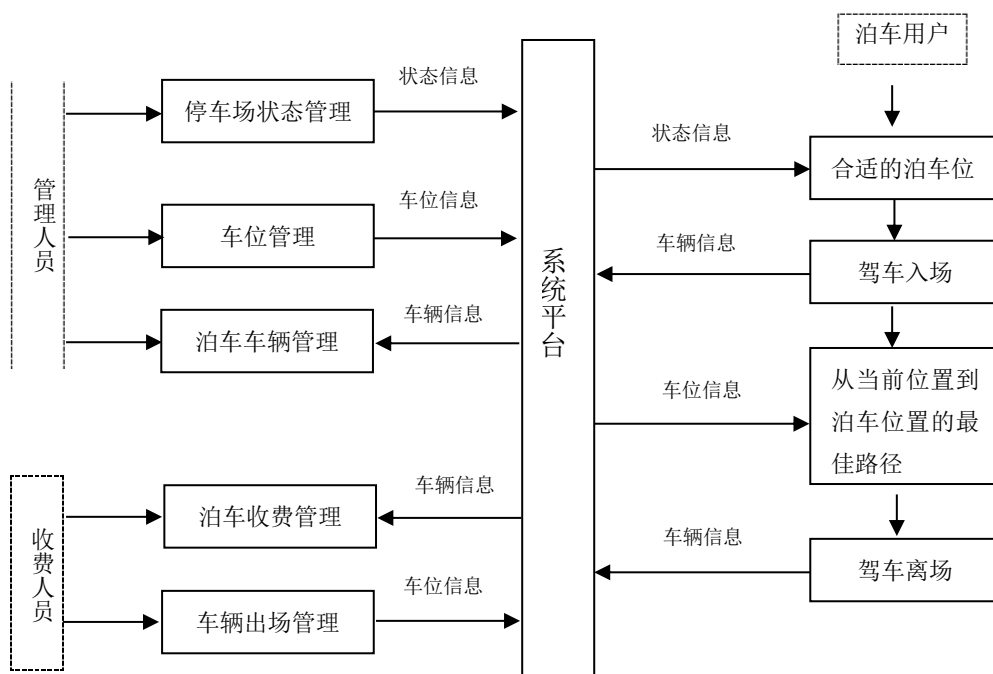 泊车用户
状态信息
停车场状态管理
状态信息
合适的泊车位
管理人员
车位信息
车位管理
车辆信息
驾车入场
系统平台
车辆信息
泊车车辆管理
车位信息
从当前位置到
泊车位置的最
佳路径
车辆信息
泊车收费管理
收费人员
车辆信息
驾车离场
车位信息
车辆出场管理